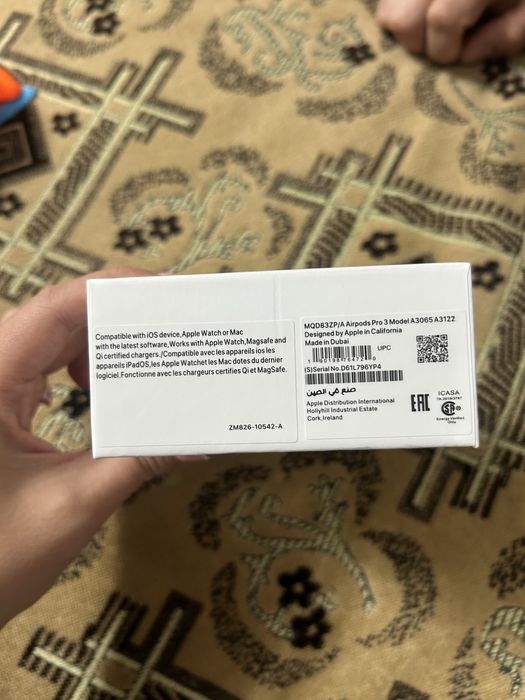 Compatible with iOS device,Apple Watch or Mac
with the latest software,Works with Apple Watch,Magsafe and
Qi certified chargers./Compatible avec les appareils ios les
appareils iPadOS,les Apple Watchet les Mac dotes du dernier
logiciel.Fonctionne avec les chargeurs certifies Qi et MagSafe.
ZM826-10542-A
MQD83ZP/A Airpods Pro 3 Model A3065 A3122
Designed by Apple in California
Made in Dubai
UPC
(S)Serial No.D61L796YP4
صنع في الصين
Apple Distribution International
Hollyhill Industrial Estate
Cork,Ireland
EAC
ICASA
Energy Verified
Only